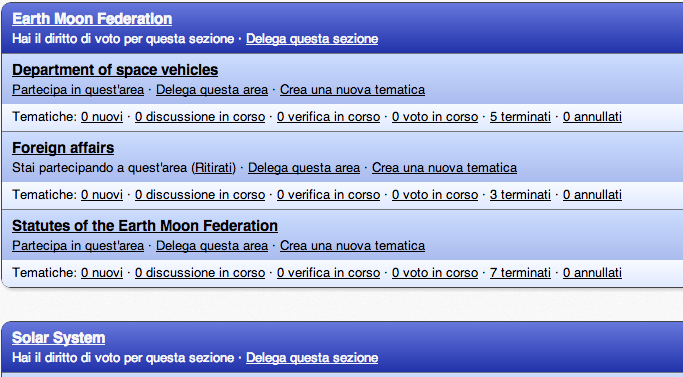 Earth Moon Federation
Hai il diritto di voto per questa sezione · Delega questa sezione
Department of space vehicles
Partecipa in quest'area · Delega questa area · Crea una nuova tematica
Tematiche: 0 nuovi · 0 discussione in corso · 0 verifica in corso · 0 voto in corso · 5 terminati · 0 annullati
Foreign affairs
Stai partecipando a quest'area (Ritirati) · Delega questa area · Crea una nuova tematica
Tematiche: 0 nuovi · 0 discussione in corso · 0 verifica in corso · 0 voto in corso · 3 terminati · 0 annullati
Statutes of the Earth Moon Federation
Partecipa in quest'area · Delega questa area · Crea una nuova tematica
Tematiche: 0 nuovi · 0 discussione in corso · 0 verifica in corso · 0 voto in corso · 7 terminati · 0 annullati
Solar System
Hai il diritto di voto per questa sezione · Delega questa sezione